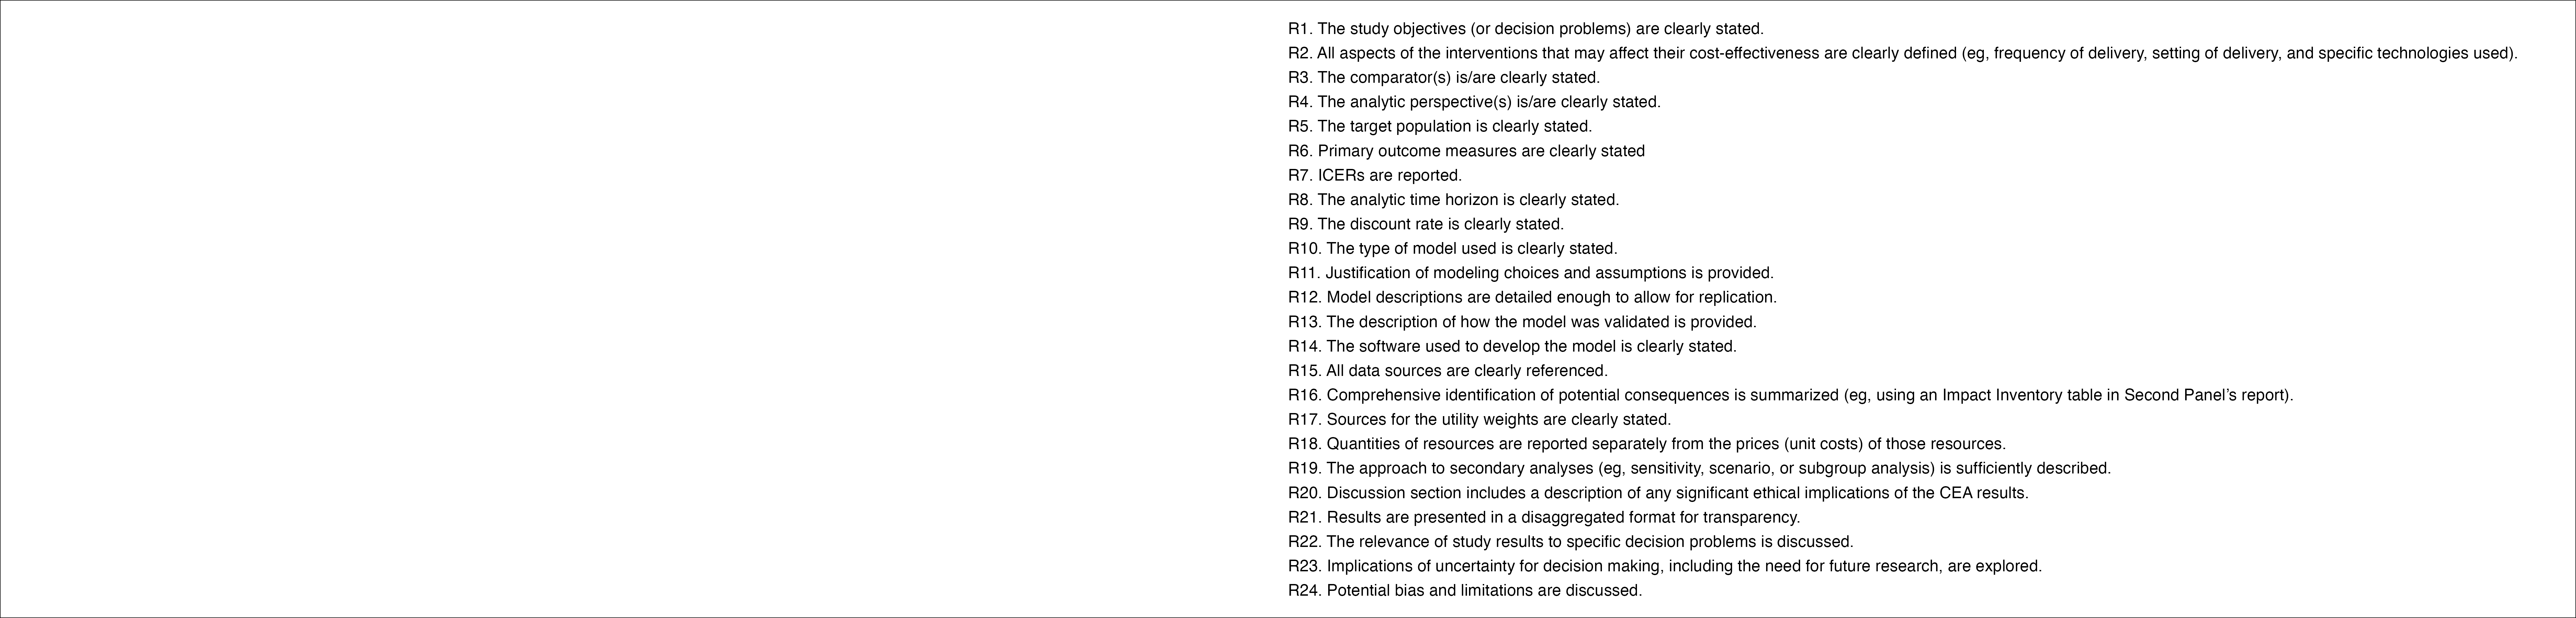 R1. The study objectives (or decision problems) are clearly stated.
R2. All aspects of the interventions that may affect their cost-effectiveness are clearly defined (eg, frequency of delivery, setting of delivery, and specific technologies used).
R3. The comparator(s) is/are clearly stated.
R4. The analytic perspective(s) is/are clearly stated.
R5. The target population is clearly stated.
R6. Primary outcome measures are clearly stated
R7. ICERs are reported.
R8. The analytic time horizon is clearly stated.
R9. The discount rate is clearly stated.
R10. The type of model used is clearly stated.
R11. Justification of modeling choices and assumptions is provided.
R12. Model descriptions are detailed enough to allow for replication.
R13. The description of how the model was validated is provided.
R14. The software used to develop the model is clearly stated.
R15. All data sources are clearly referenced.
R16. Comprehensive identification of potential consequences is summarized (eg, using an Impact Inventory table in Second Panel’s report).
R17. Sources for the utility weights are clearly stated.
R18. Quantities of resources are reported separately from the prices (unit costs) of those resources.
R19. The approach to secondary analyses (eg, sensitivity, scenario, or subgroup analysis) is sufficiently described.
R20. Discussion section includes a description of any significant ethical implications of the CEA results.
R21. Results are presented in a disaggregated format for transparency.
R22. The relevance of study results to specific decision problems is discussed.
R23. Implications of uncertainty for decision making, including the need for future research, are explored.
R24. Potential bias and limitations are discussed.